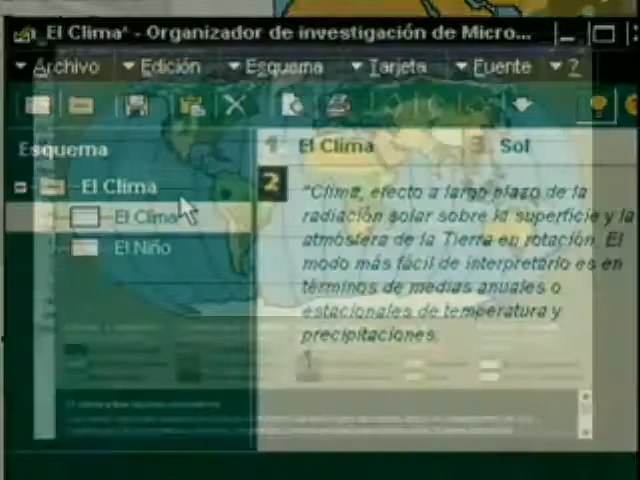 El Clima* - Organizador de investigación de Micro...
Archivo Edición Esquema Tarjeta Fuente ?
Esquema
El Clima
El Clima
El Niño
1 El Clima 3 Sol
2
"Clima, efecto a largo plazo de la
radiación solar sobre la superficie y la
atmósfera de la Tierra en rotación. El
modo más fácil de interpretarlo es en
términos de medias anuales o
estacionales de temperatura y
precipitaciones.